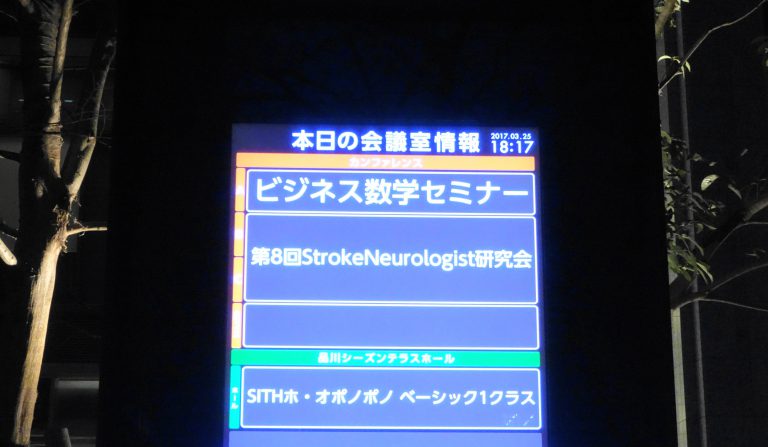 本日の会議室情報
2017.03.25
18:17
カンファレンス
A
ビジネス数学セミナー
第8回StrokeNeurologist研究会
品川シーズンテラスホール
ホール
SITHホ・オポノポノ ベーシック1クラス